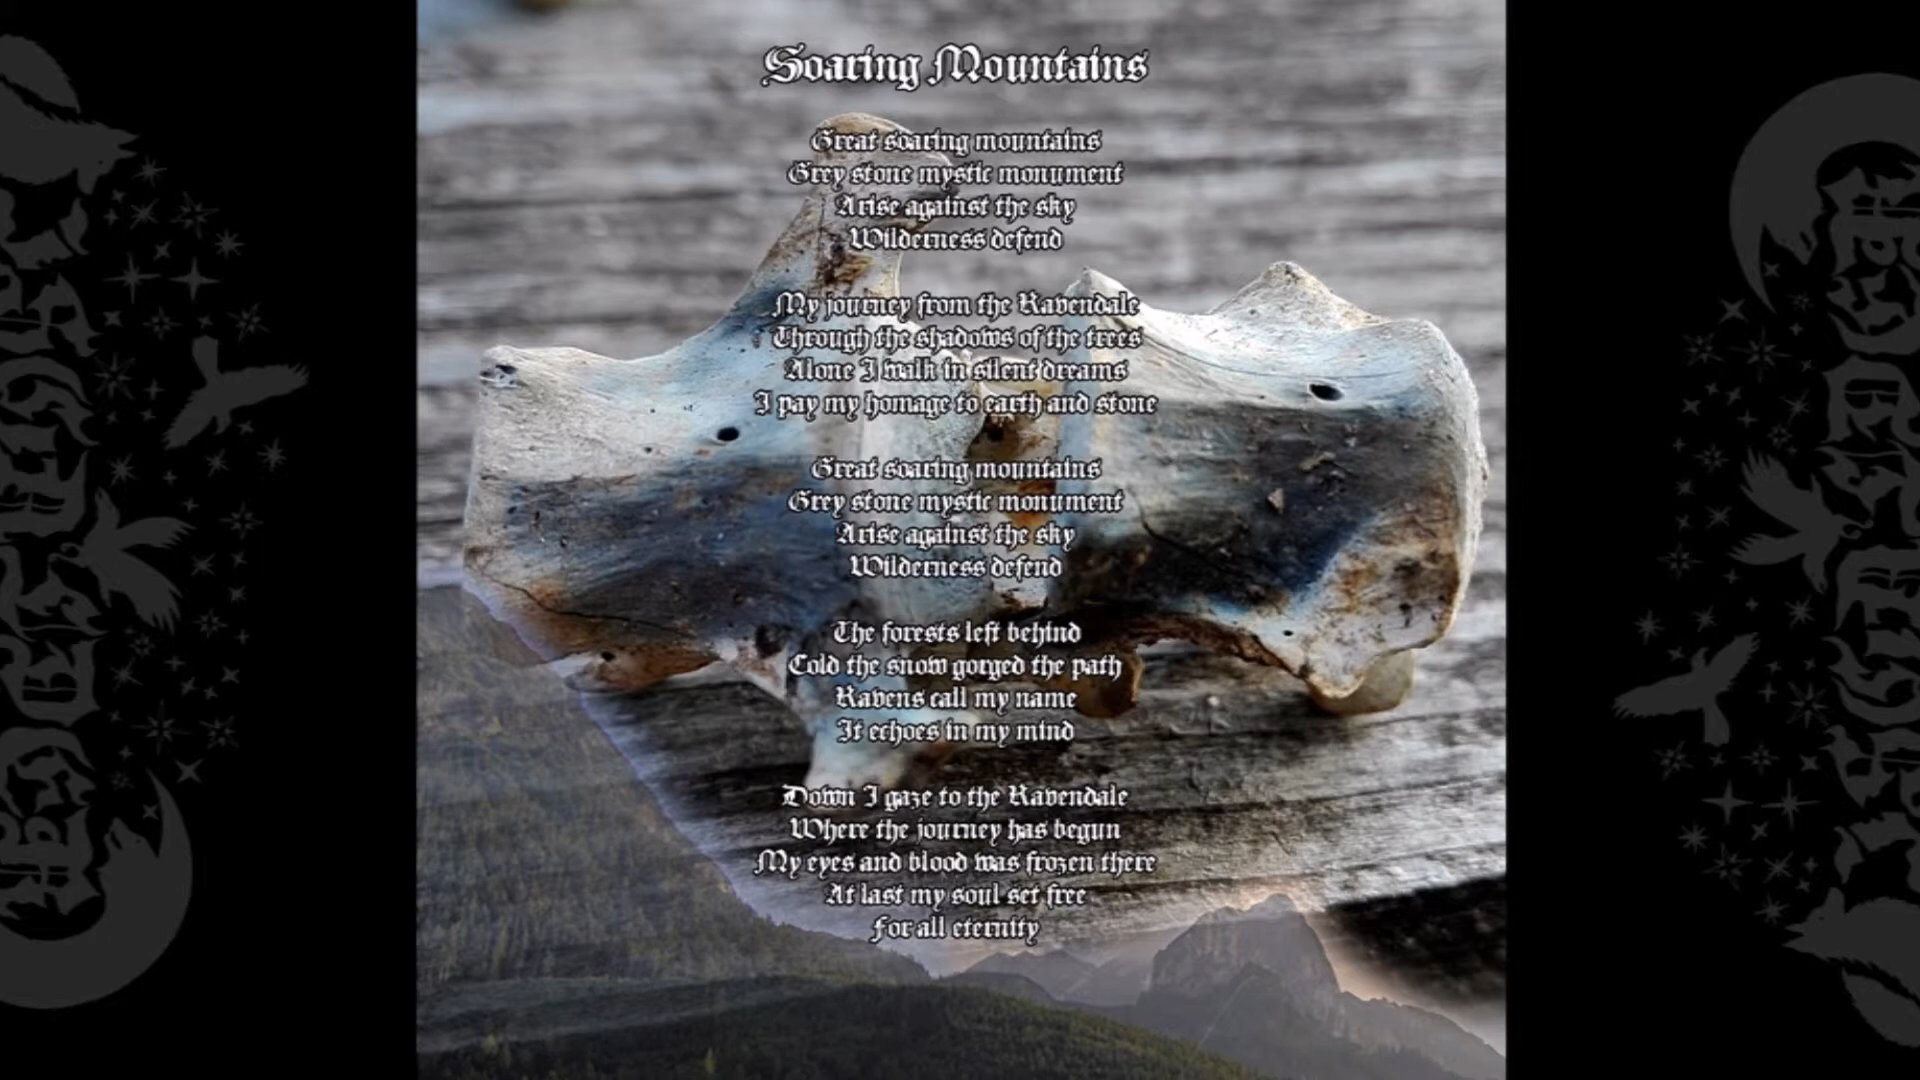 Soaring Mountains
Great soaring mountains
Grey stone mystic monument
Arise against the sky
Wilderness defend
My journey from the Ravendale
Through the shadows of the trees
Alone I walk in silent dreams
I pay my homage to earth and stone
Great soaring mountains
Grey stone mystic monument
Arise against the sky
Wilderness defend
The forests left behind
Cold the snow gorged the path
Ravens call my name
It echoes in my mind
Down I gaze to the Ravendale
Where the journey has begun
My eyes and blood was frozen there
At last my soul set free
For all eternity